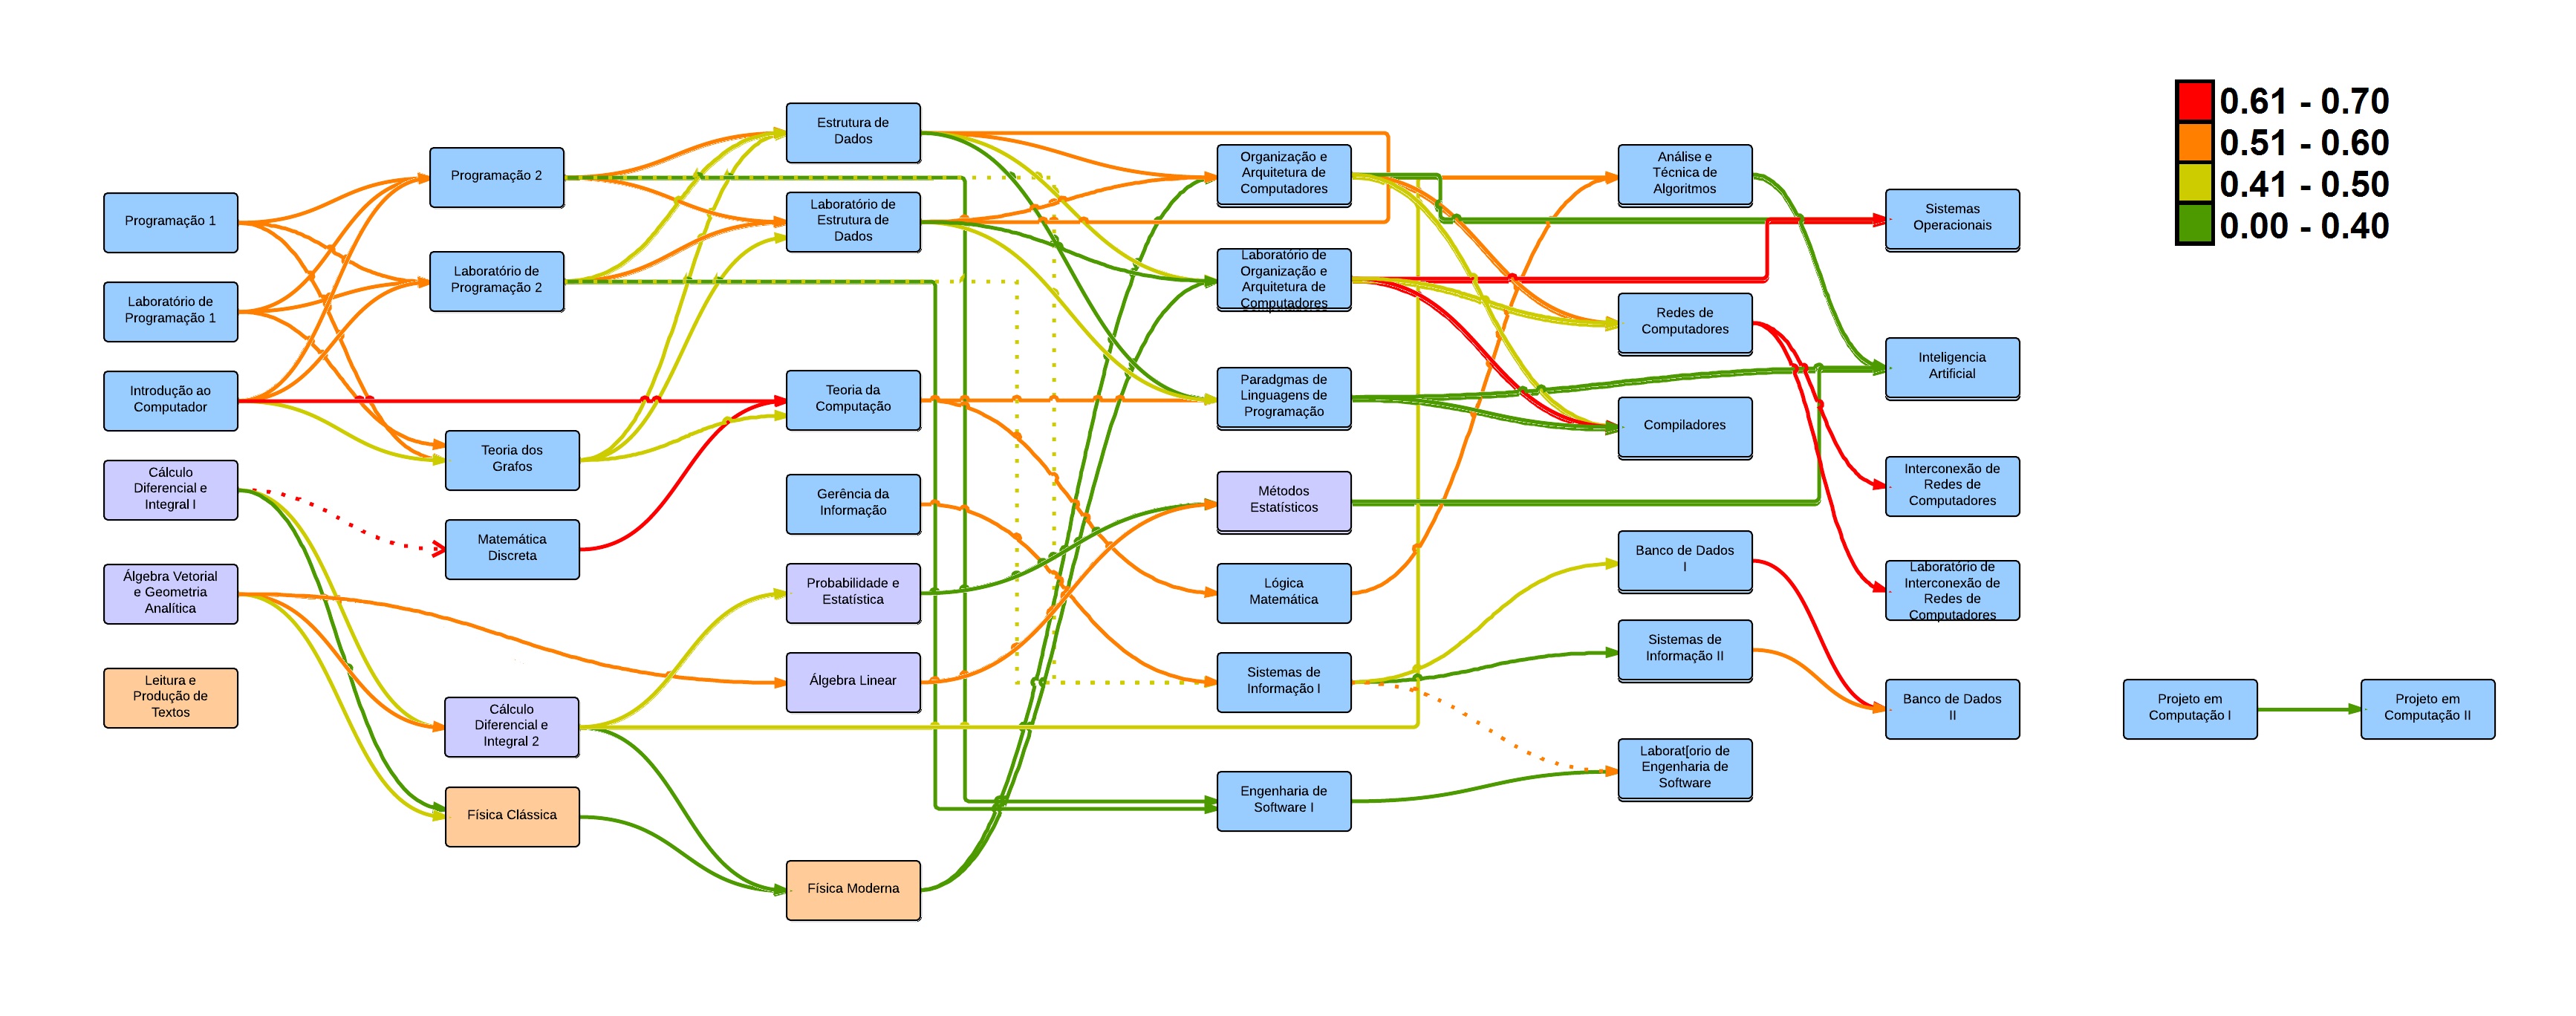 Programação 1
Laboratório de
Programação 1
Introdução ao
Computador
Cálculo
Diferencial e
Integral I
Álgebra Vetorial
e Geometria
Analítica
Leitura e
Produção de
Textos
Programação 2
Laboratório de
Programação 2
Teoria dos
Grafos
Matemática
Discreta
Cálculo
Diferencial e
Integral 2
Física Clássica
Estrutura de
Dados
Laboratório de
Estrutura de
Dados
Teoria da
Computação
Gerência da
Informação
Probabilidade e
Estatística
Álgebra Linear
Física Moderna
Organização e
Arquitetura de
Computadores
Laboratório de
Organização e
Arquitetura de
Computadores
Paradgmas de
Linguagens de
Programação
Métodos
Estatísticos
Lógica
Matemática
Sistemas de
Informação I
Engenharia de
Software I
Análise e
Técnica de
Algoritmos
Redes de
Computadores
Compiladores
Banco de Dados
I
Sistemas de
Informação II
Laborat[orio de
Engenharia de
Software
Sistemas
Operacionais
Inteligencia
Artificial
Interconexão de
Redes de
Computadores
Laboratório de
Interconexão de
Redes de
Computadores
Banco de Dados
II
Projeto em
Computação I
Projeto em
Computação II
0.61 - 0.70
0.51 - 0.60
0.41 - 0.50
0.00 - 0.40